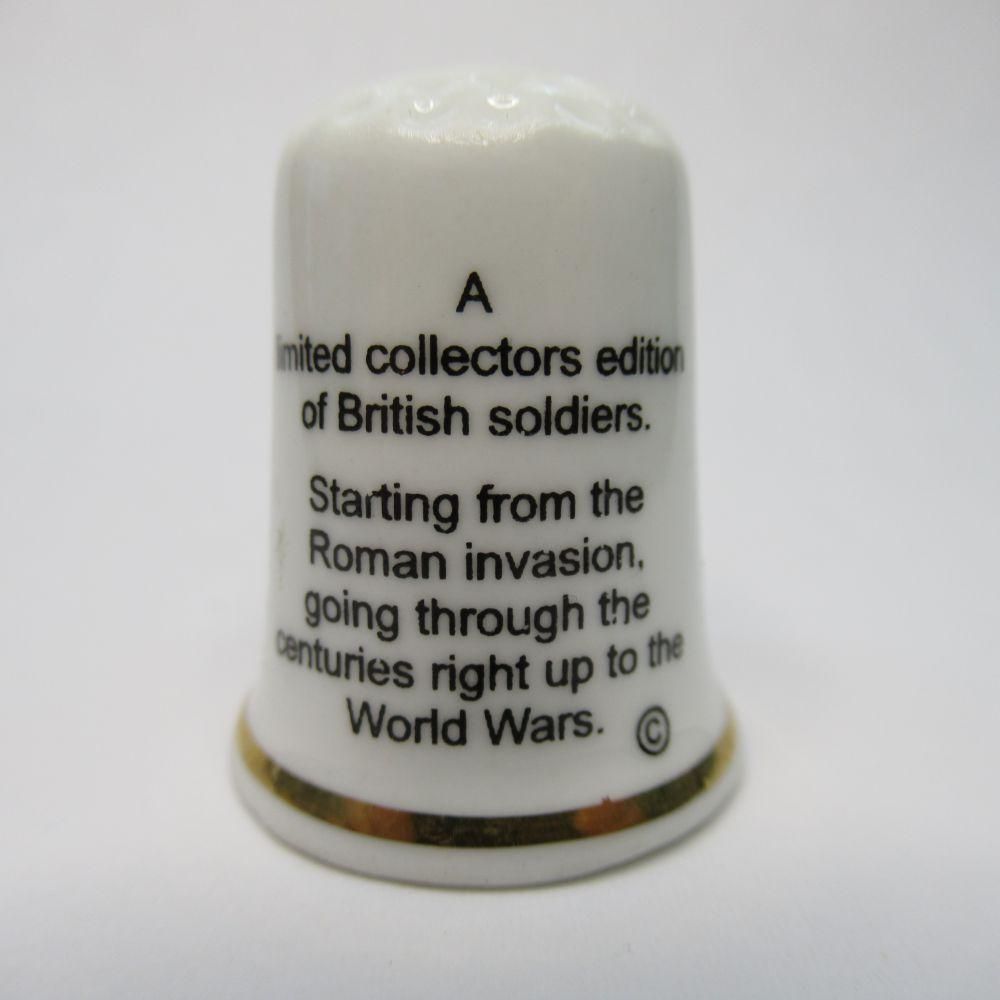 A
limited collectors edition
of British soldiers.
Starting from the
Roman invasion,
going through the
centuries right up to the
World Wars. ©